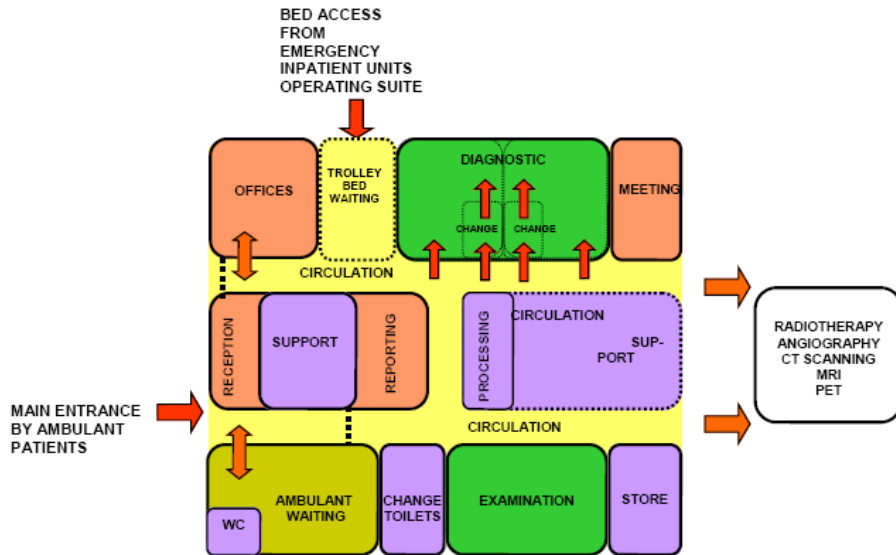 BED ACCESS
FROM
EMERGENCY
INPATIENT UNITS
OPERATING SUITE
OFFICES
TROLLEY
BED
WAITING
DIAGNOSTIC
MEETING
CHANGE
CHANGE
CIRCULATION
RECEPTION
SUPPORT
REPORTING
PROCESSING
CIRCULATION
SUP-
PORT
RADIOTHERAPY
ANGIOGRAPHY
CT SCANNING
MRI
PET
MAIN ENTRANCE
BY AMBULANT
PATIENTS
CIRCULATION
AMBULANT
WAITING
WC
CHANGE
TOILETS
EXAMINATION
STORE